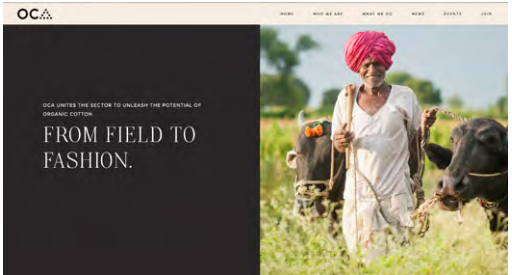 OCA
HOME WHO WE ARE WHAT WE DO NEWS EVENTS JOIN
OCA UNITES THE SECTOR TO UNLEASH THE POTENTIAL OF
ORGANIC COTTON
FROM FIELD TO
FASHION.